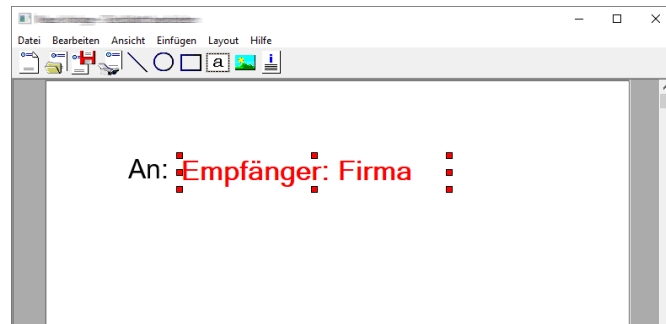 Datei Bearbeiten Ansicht Einfügen Layout Hilfe
a
An: Empfänger: Firma